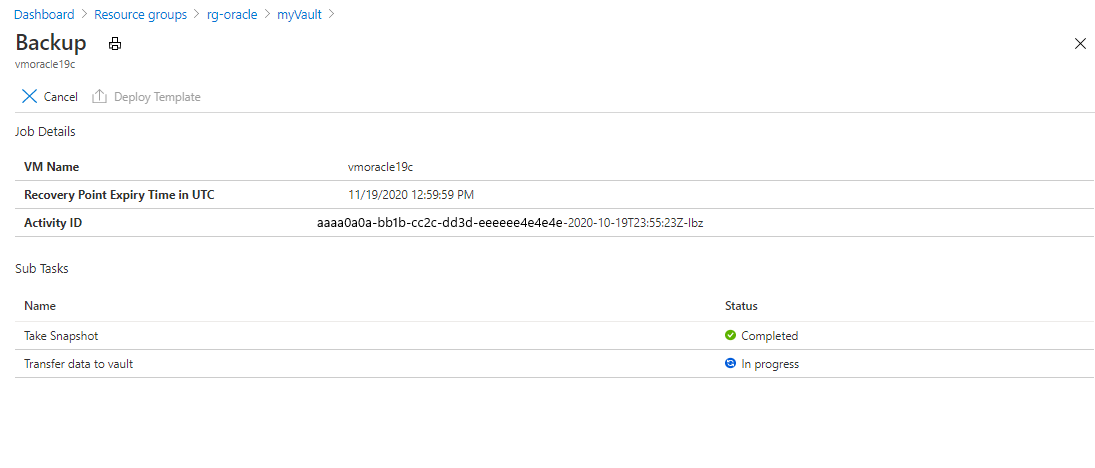 Dashboard > Resource groups > rg-oracle > myVault >
Backup
vmoracle19c
Cancel Deploy Template
Job Details
VM Name vmoracle19c
Recovery Point Expiry Time in UTC 11/19/2020 12:59:59 PM
Activity ID aaaa0a0a-bb1b-cc2c-dd3d-eeeeee4e4e4e-2020-10-19T23:55:23Z-Ibz
Sub Tasks
Name Status
Take Snapshot Completed
Transfer data to vault In progress